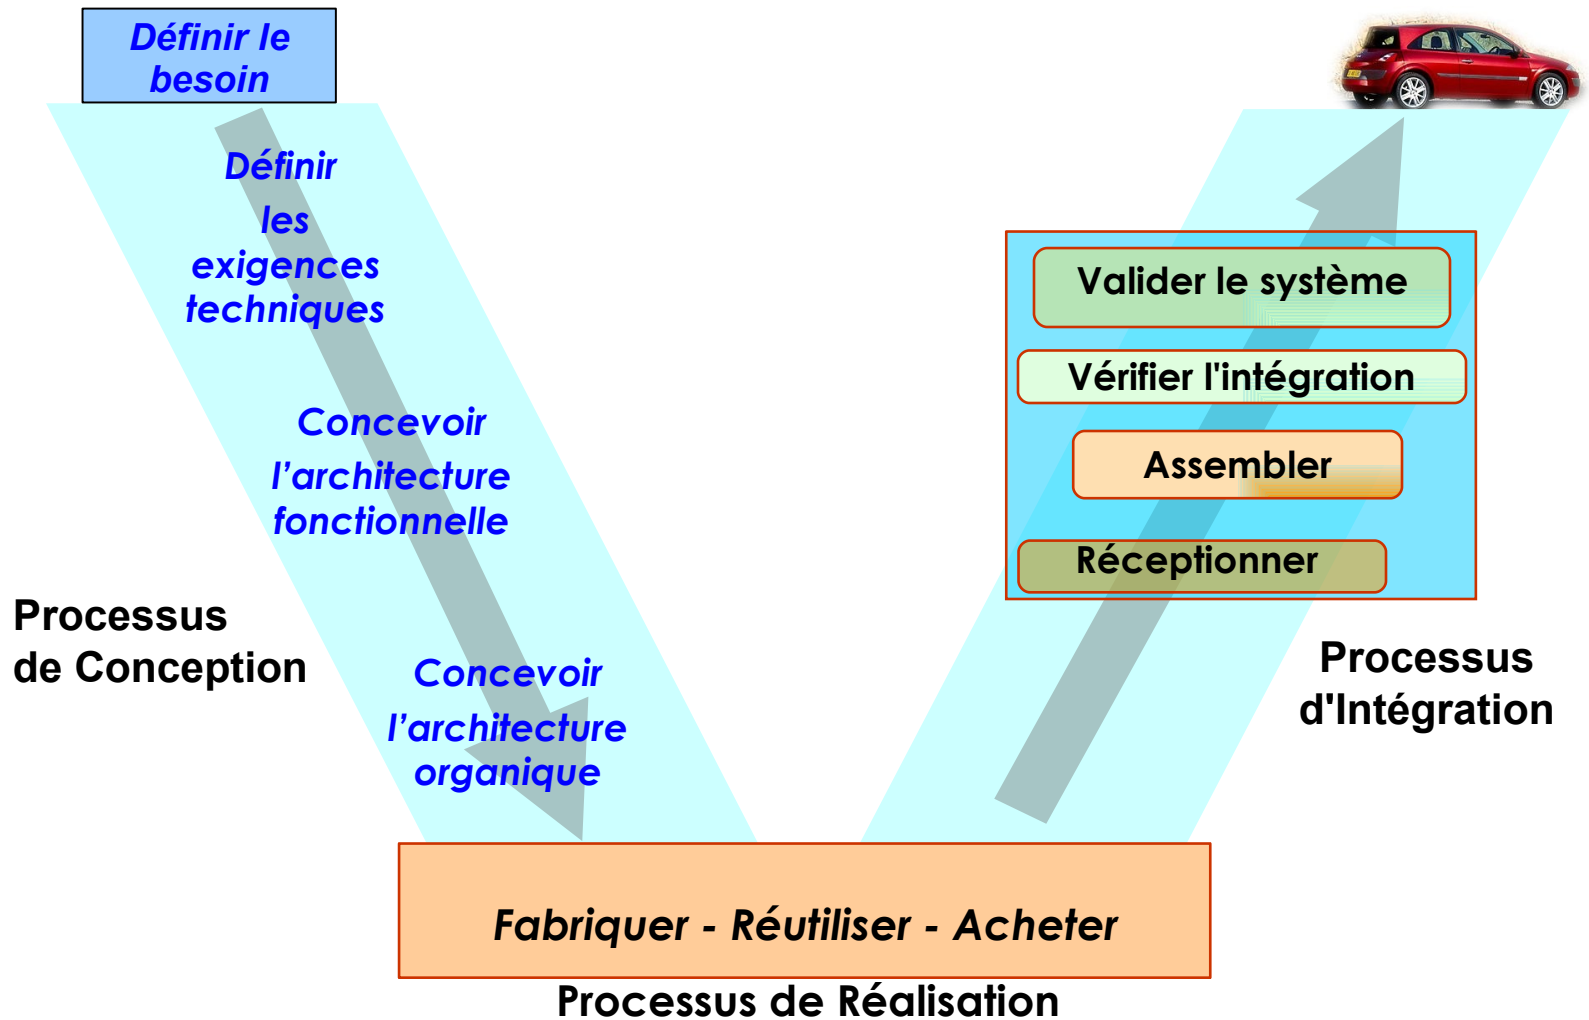 Définir le
besoin
Définir
les
exigences
techniques
Concevoir
l’architecture
fonctionnelle
Processus
de Conception
Concevoir
l’architecture
organique
Fabriquer - Réutiliser - Acheter
Processus de Réalisation
Valider le système
Vérifier l'intégration
Assembler
Réceptionner
Processus
d'Intégration